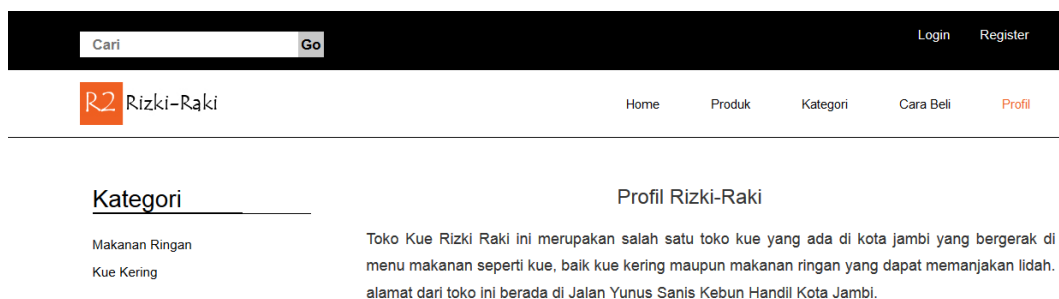 Cari Go Login Register
R2 Rizki-Raki Home Produk Kategori Cara Beli Profil
Kategori
Makanan Ringan
Kue Kering
Profil Rizki-Raki
Toko Kue Rizki Raki ini merupakan salah satu toko kue yang ada di kota jambi yang bergerak di
menu makanan seperti kue, baik kue kering maupun makanan ringan yang dapat memanjakan lidah.
alamat dari toko ini berada di Jalan Yunus Sanis Kebun Handil Kota Jambi.